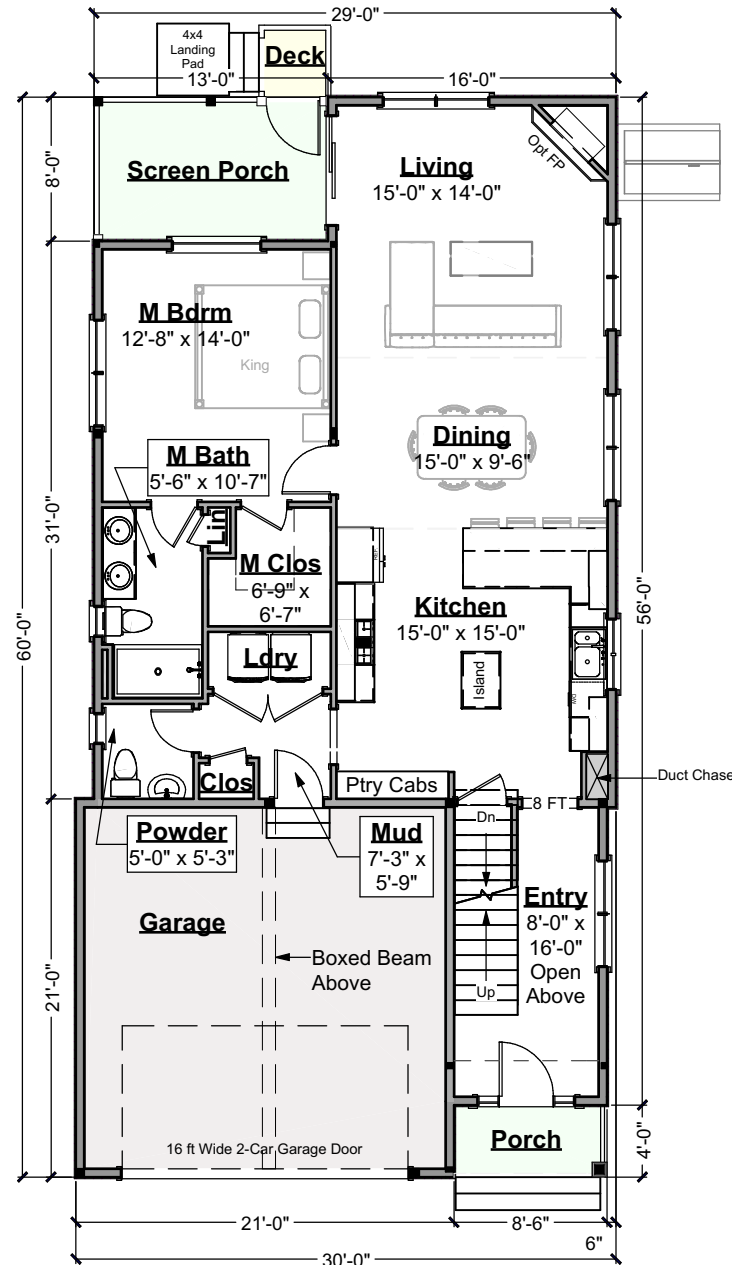 29'-0"
4x4
Landing
Pad
Deck
13'-0"
16'-0"
8'-0"
Screen Porch
Living
15'-0" x 14'-0"
Opt FP
M Bdrm
12'-8" x 14'-0"
King
M Bath
5'-6" x 10'-7"
Dining
15'-0" x 9'-6"
31'-0"
Lin
M Clos
6'-9" x
6'-7"
REF.
Kitchen
15'-0" x 15'-0"
56'-0"
60'-0"
Ldry
Island
Clos
Ptry Cabs
Duct Chase
8 FT
Dn
Powder
5'-0" x 5'-3"
Mud
7'-3" x
5'-9"
Garage
Entry
8'-0" x
16'-0"
Open
Above
Boxed Beam
Above
Up
21'-0"
16 ft Wide 2-Car Garage Door
Porch
4'-0"
21'-0"
8'-6"
6"
30'-0"